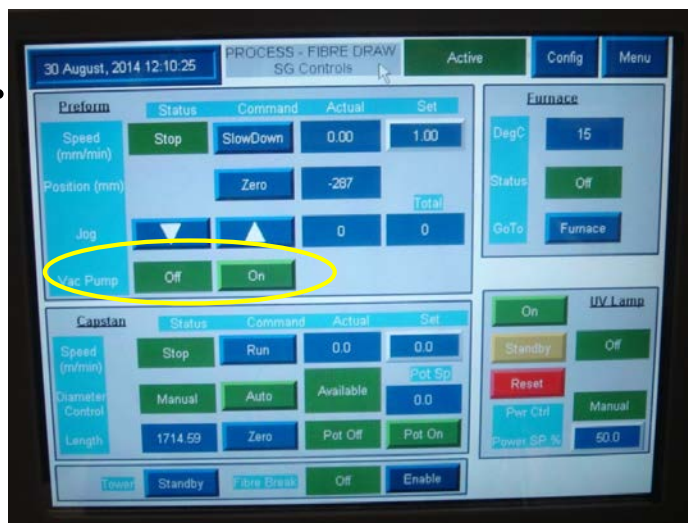 30 August, 2014 12:10:25
PROCESS - FIBRE DRAW
SG Controls
Active
Config
Menu
Preform
Status
Command
Actual
Set
Speed
(mm/min)
Stop
SlowDown
0.00
1.00
Position (mm)
Zero
-287
Total
Jog
0
0
Vac Pump
Off
On
Furnace
DegC
15
Status
Off
GoTo
Furnace
Capstan
Status
Command
Actual
Set
Speed
(m/min)
Stop
Run
0.0
0.0
Pot Sp
Diameter
Control
Manual
Auto
Available
0.0
Length
1714.59
Zero
Pot Off
Pot On
UV Lamp
On
Standby
Off
Reset
Pwr Ctrl
Manual
Power SP %
50.0
Tower
Standby
Fibre Break
Off
Enable